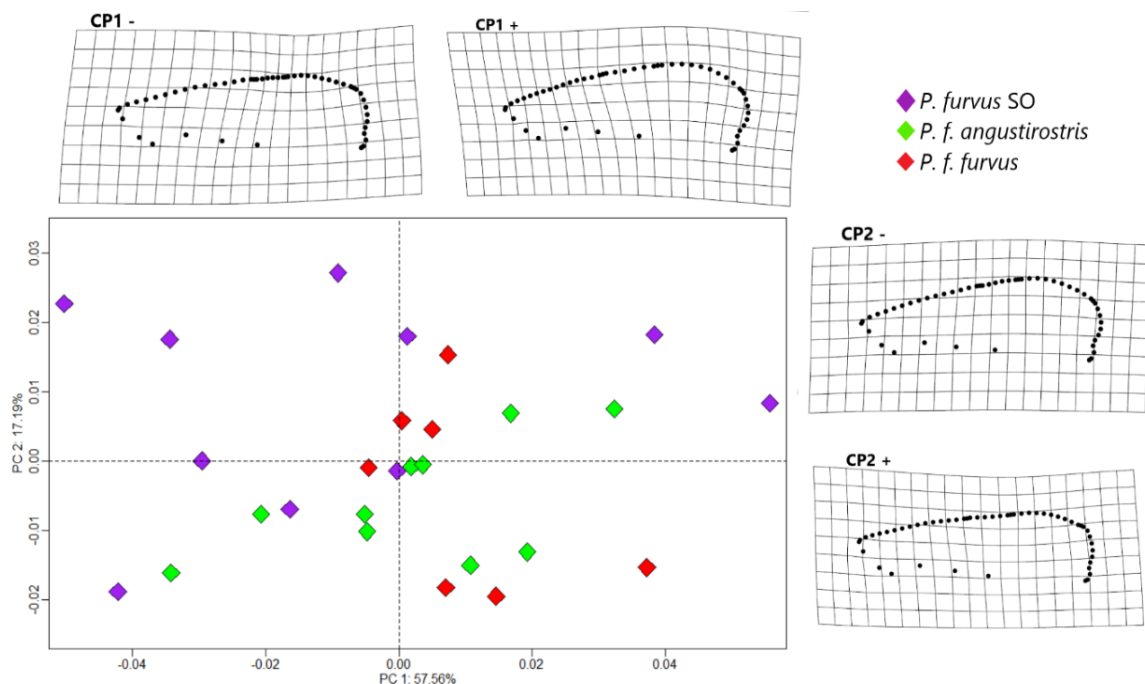 CP1 -
CP1 +
P. furvus SO
P. f. angustirostris
P. f. furvus
CP2 -
CP2 +
PC 2: 17.19%
0.03
0.02
0.01
0.00
-0.01
-0.02
-0.04
-0.02
0.00
0.02
0.04
PC 1: 57.56%